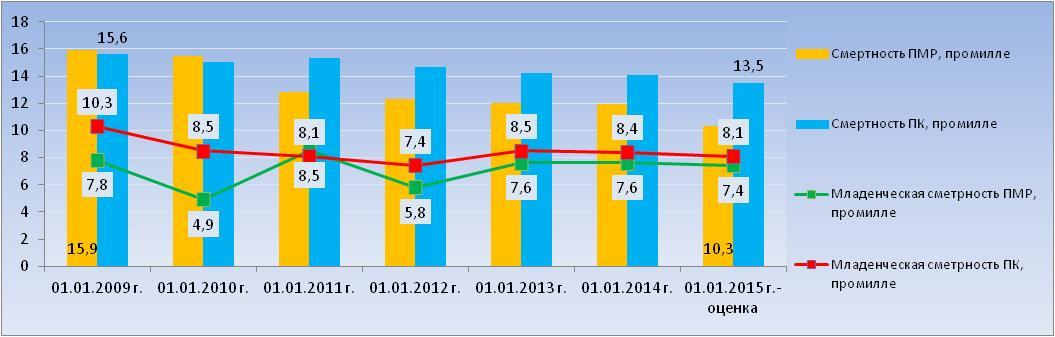 18
16
14
12
10
8
6
4
2
0
15,6
13,5
10,3
8,5
8,1
7,4
8,5
8,4
8,1
7,8
4,9
8,5
5,8
7,6
7,6
7,4
15,9
10,3
01.01.2009 г.
01.01.2010 г.
01.01.2011 г.
01.01.2012 г.
01.01.2013 г.
01.01.2014 г.
01.01.2015 г.-
оценка
Смертность ПМР, промилле
Смертность ПК, промилле
Младенческая сметрность ПМР,
промилле
Младенческая сметрность ПК,
промилле